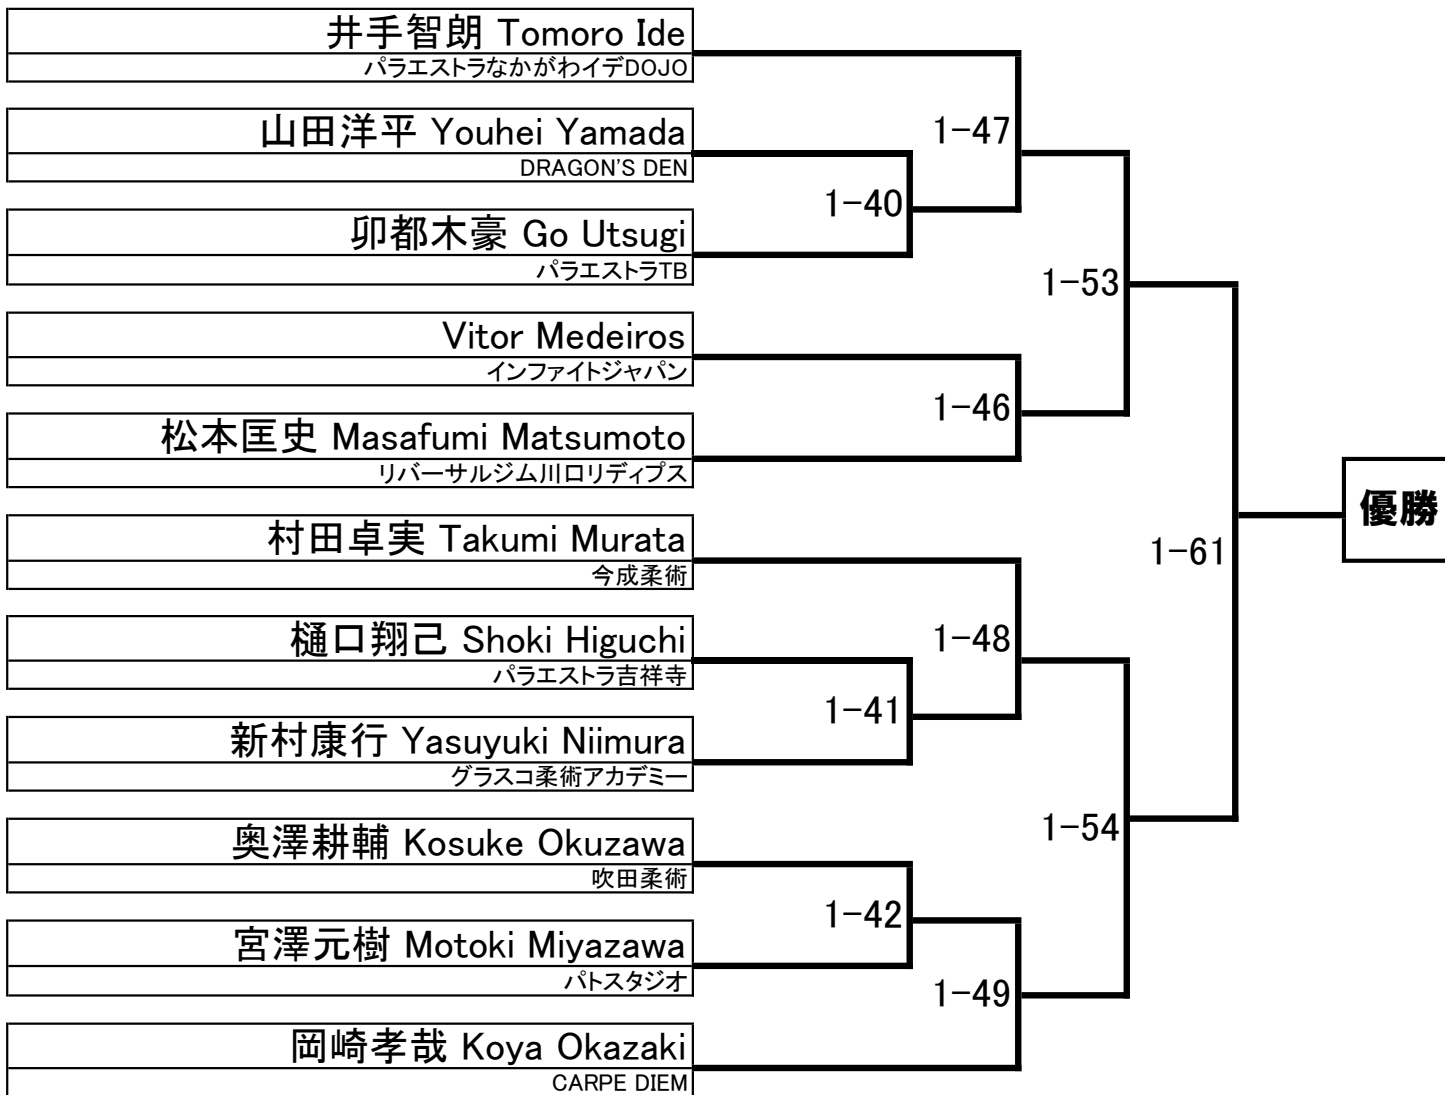 井手智朗 Tomoro Ide
パラエストラなかがわイデDOJO
山田洋平 Youhei Yamada
DRAGON'S DEN
卯都木豪 Go Utsugi
パラエストラTB
Vitor Medeiros
インファイトジャパン
松本匡史 Masafumi Matsumoto
リバーサルジム川口リディプス
村田卓実 Takumi Murata
今成柔術
樋口翔己 Shoki Higuchi
パラエストラ吉祥寺
新村康行 Yasuyuki Niimura
グラスコ柔術アカデミー
奥澤耕輔 Kosuke Okuzawa
吹田柔術
宮澤元樹 Motoki Miyazawa
パトスタジオ
岡崎孝哉 Koya Okazaki
CARPE DIEM
1-40
1-41
1-42
1-47
1-46
1-48
1-49
1-53
1-54
1-61
優勝